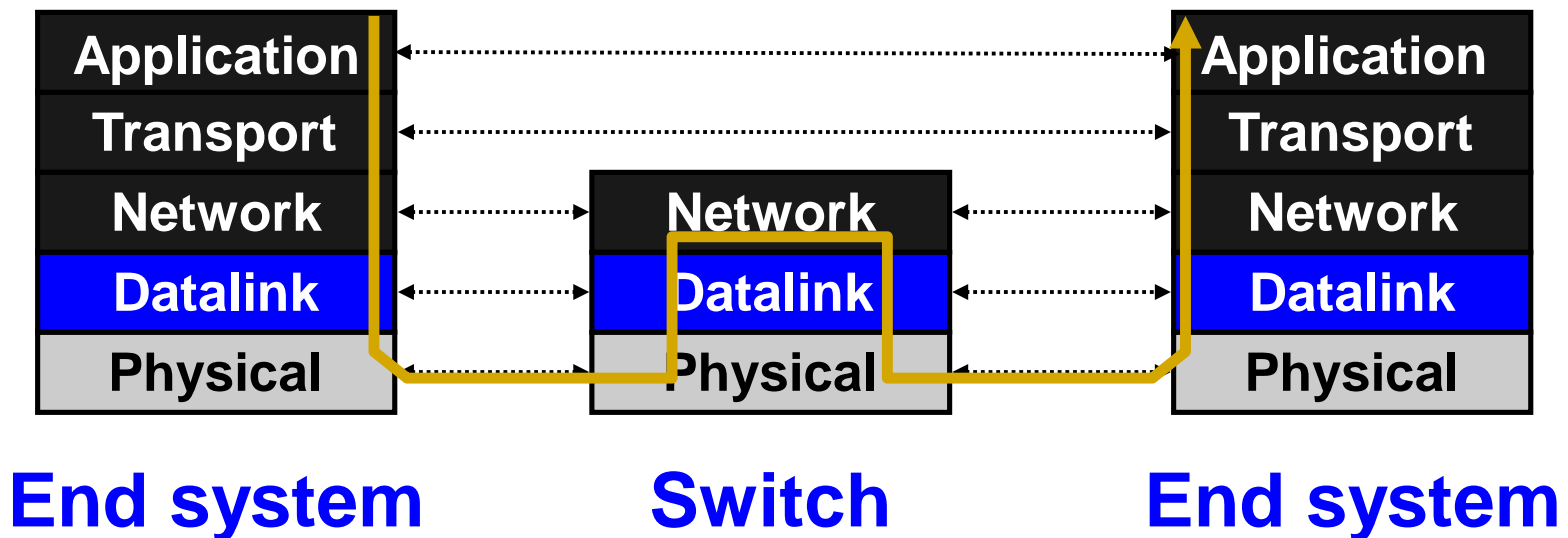 Application
Transport
Network
Datalink
Physical
End system
Network
Datalink
Physical
Switch
Application
Transport
Network
Datalink
Physical
End system